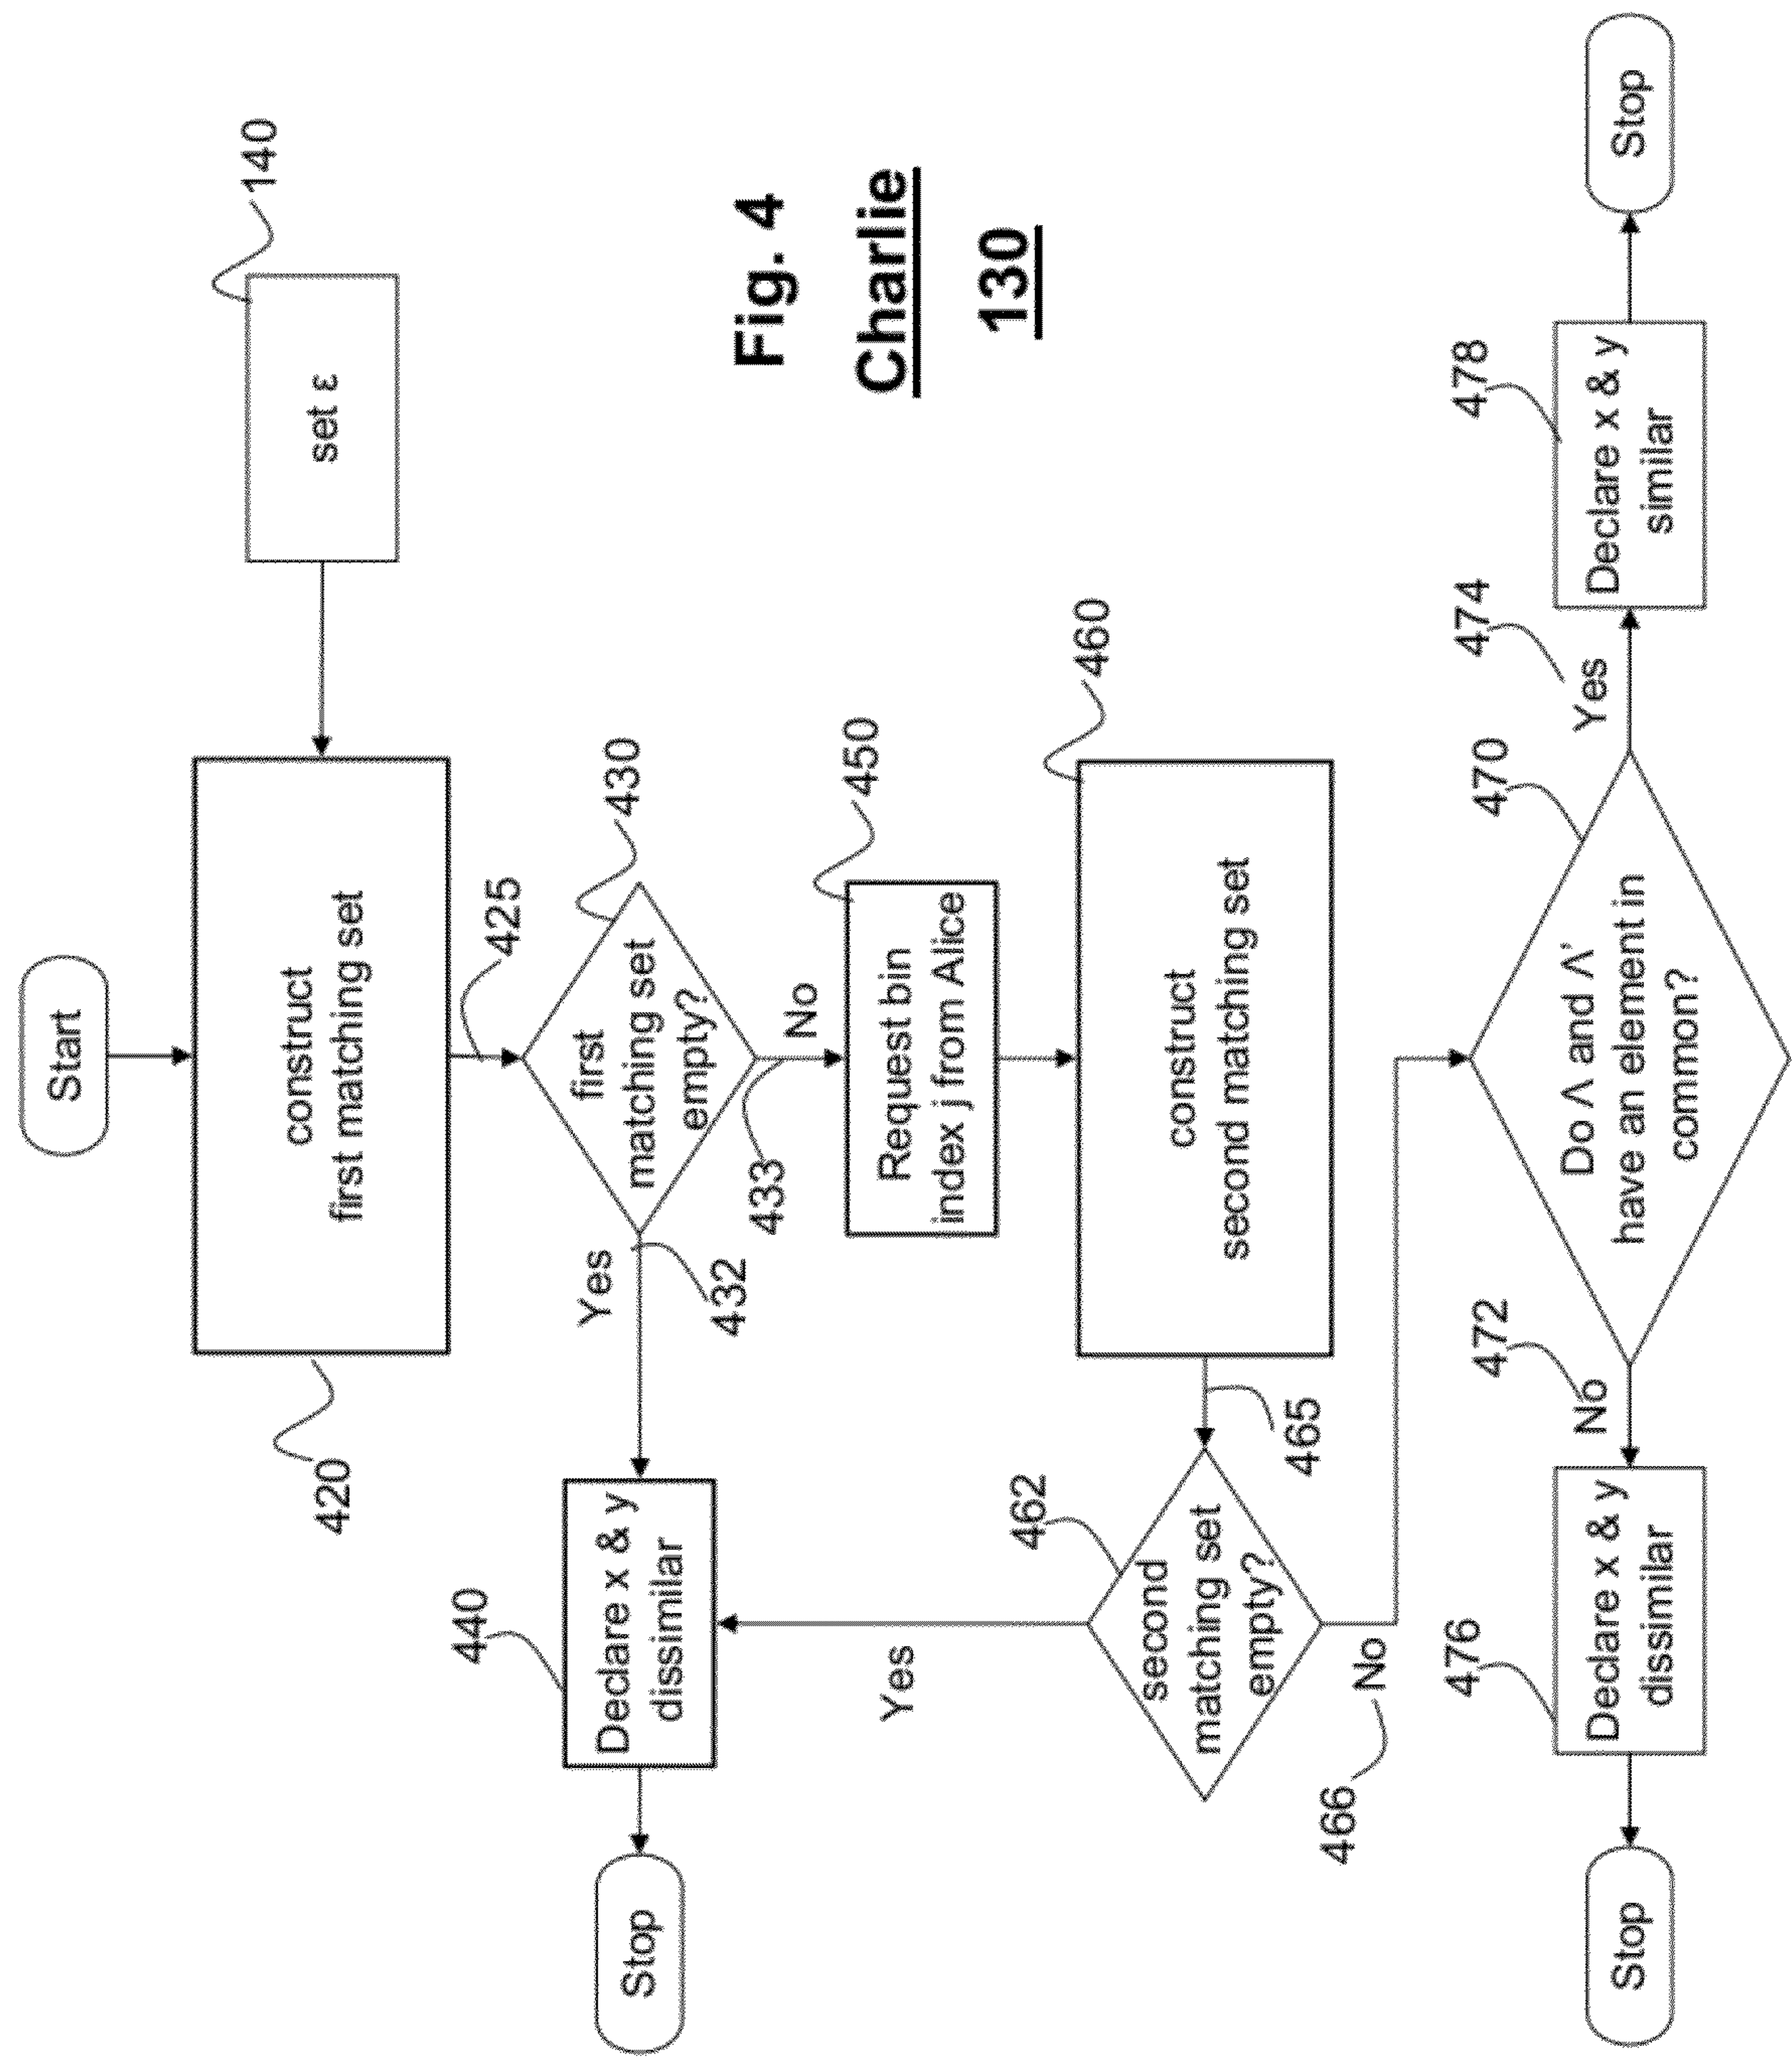 Start
140
set ε
construct
first matching set
420
425
430
first
matching set
empty?
Yes
432
433
No
440
Declare x & y
dissimilar
Stop
450
Request bin
index j from Alice
460
construct
second matching set
465
462
second
matching set
empty?
Yes
No
466
470
Do Λ and Λ’
have an element in
common?
472
No
476
Declare x & y
dissimilar
Stop
474
Yes
478
Declare x & y
similar
Stop
Fig. 4
Charlie
130